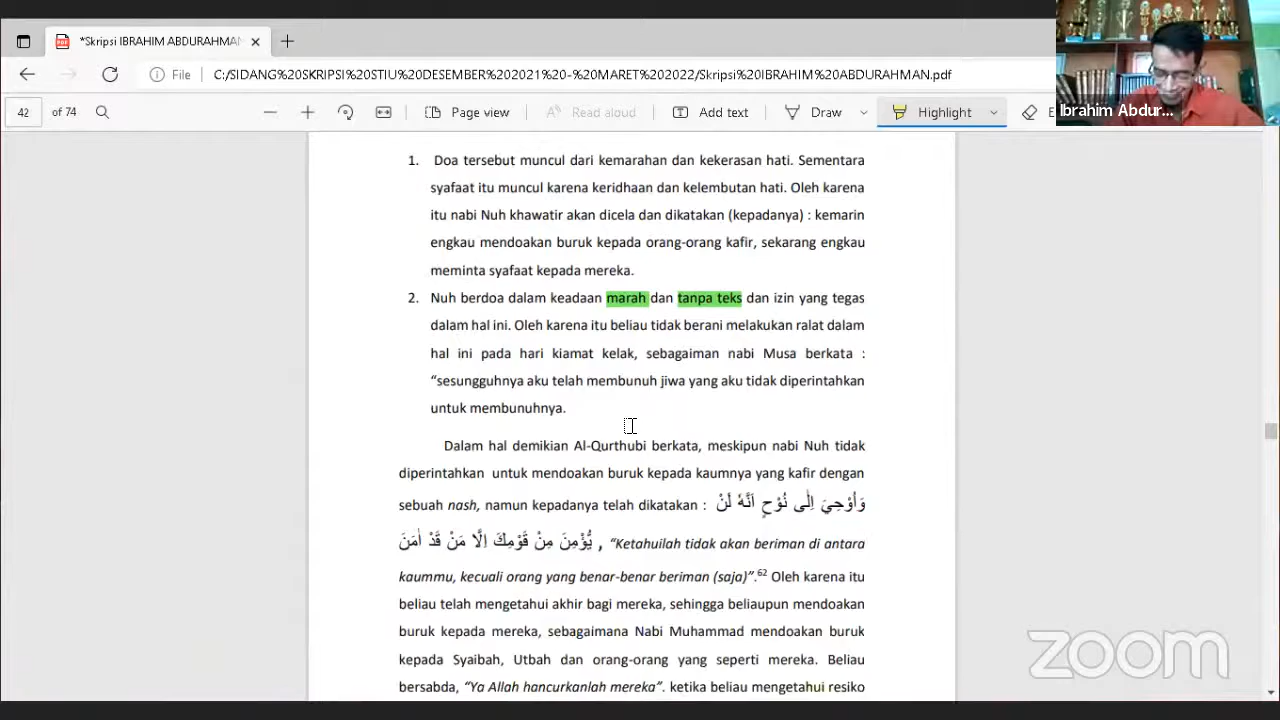 *Skripsi IBRAHIM ABDURAHMAN
File C:/SIDANG%20SKRIPSI%20STIU%20DESEMBER%202021%20-%20MARET%202022/Skripsi%20IBRAHIM%20ABDURAHMAN.pdf
42 of 74 Page view Read aloud Add text Draw Highlight
Ibrahim Abdur...
1. Doa tersebut muncul dari kemarahan dan kekerasan hati. Sementara
syafaat itu muncul karena keridhaan dan kelembutan hati. Oleh karena
itu nabi Nuh khawatir akan dicela dan dikatakan (kepadanya) : kemarin
engkau mendoakan buruk kepada orang-orang kafir, sekarang engkau
meminta syafaat kepada mereka.
2. Nuh berdoa dalam keadaan marah dan tanpa teks dan izin yang tegas
dalam hal ini. Oleh karena itu beliau tidak berani melakukan ralat dalam
hal ini pada hari kiamat kelak, sebagaiman nabi Musa berkata :
“sesungguhnya aku telah membunuh jiwa yang aku tidak diperintahkan
untuk membunuhnya.
Dalam hal demikian Al-Qurthubi berkata, meskipun nabi Nuh tidak
diperintahkan untuk mendoakan buruk kepada kaumnya yang kafir dengan
sebuah nash, namun kepadanya telah dikatakan : وَاُوْحِيَ اِلٰى نُوْحٍ اَنَّهٗ لَنْ
يُّؤْمِنَ مِنْ قَوْمِكَ اِلَّا مَنْ قَدْ اٰمَنَ , “Ketahuilah tidak akan beriman di antara
kaummu, kecuali orang yang benar-benar beriman (saja)”.62 Oleh karena itu
beliau telah mengetahui akhir bagi mereka, sehingga beliaupun mendoakan
buruk kepada mereka, sebagaimana Nabi Muhammad mendoakan buruk
kepada Syaibah, Utbah dan orang-orang yang seperti mereka. Beliau
bersabda, “Ya Allah hancurkanlah mereka”. ketika beliau mengetahui resiko
zoom